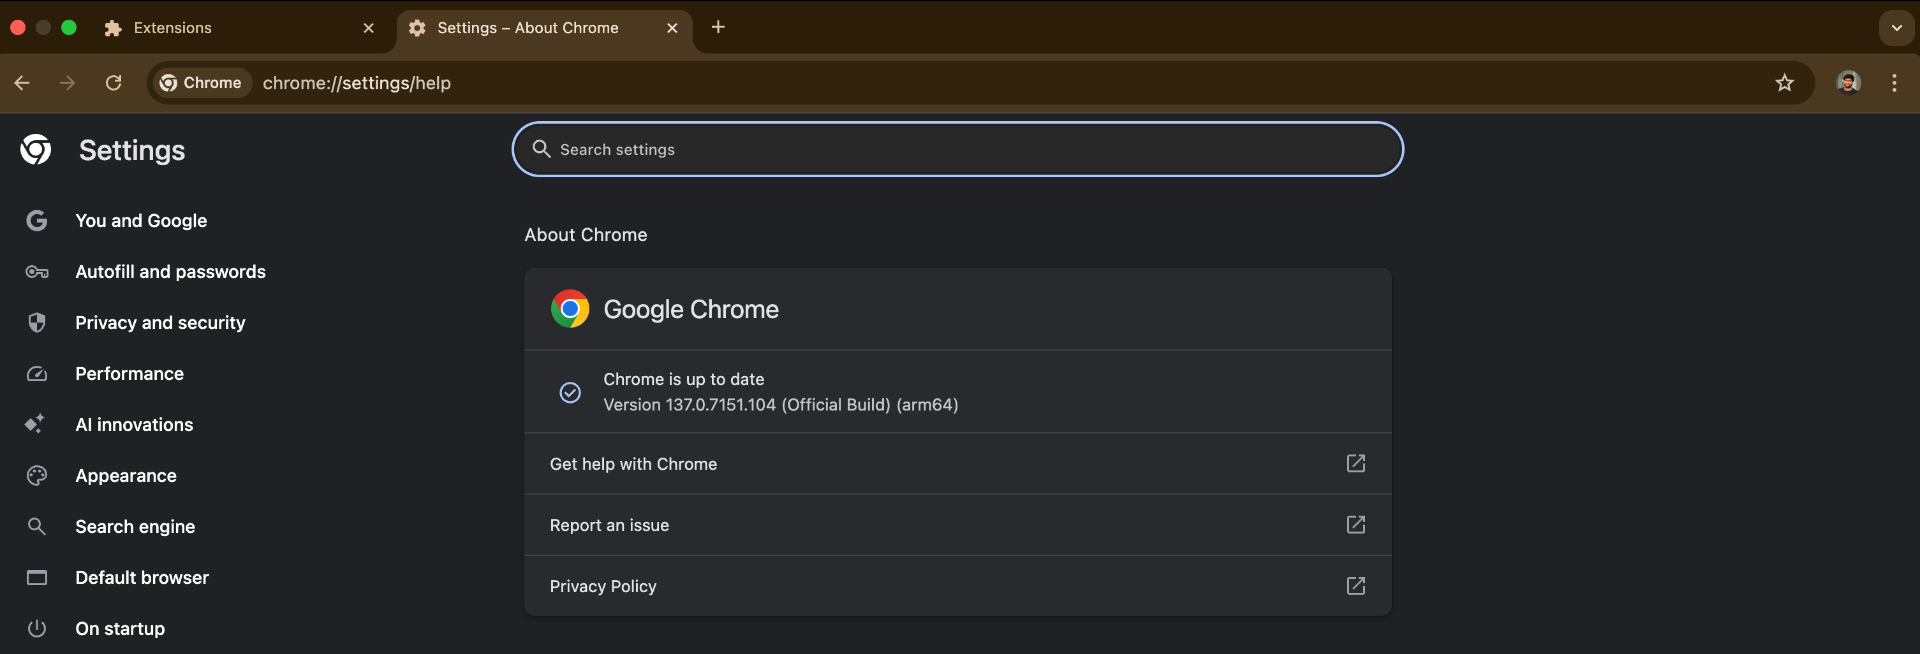 Extensions
Settings – About Chrome
Chrome
chrome://settings/help
Settings
Search settings
You and Google
Autofill and passwords
Privacy and security
Performance
AI innovations
Appearance
Search engine
Default browser
On startup
About Chrome
Google Chrome
Chrome is up to date
Version 137.0.7151.104 (Official Build) (arm64)
Get help with Chrome
Report an issue
Privacy Policy